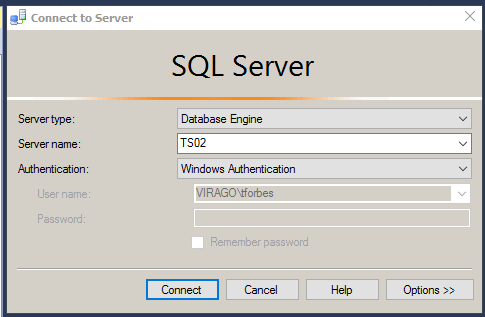 Connect to Server
SQL Server
Server type: Database Engine
Server name: TS02
Authentication: Windows Authentication
User name: VIRAGO\tforbes
Password:
Remember password
Connect Cancel Help Options >>